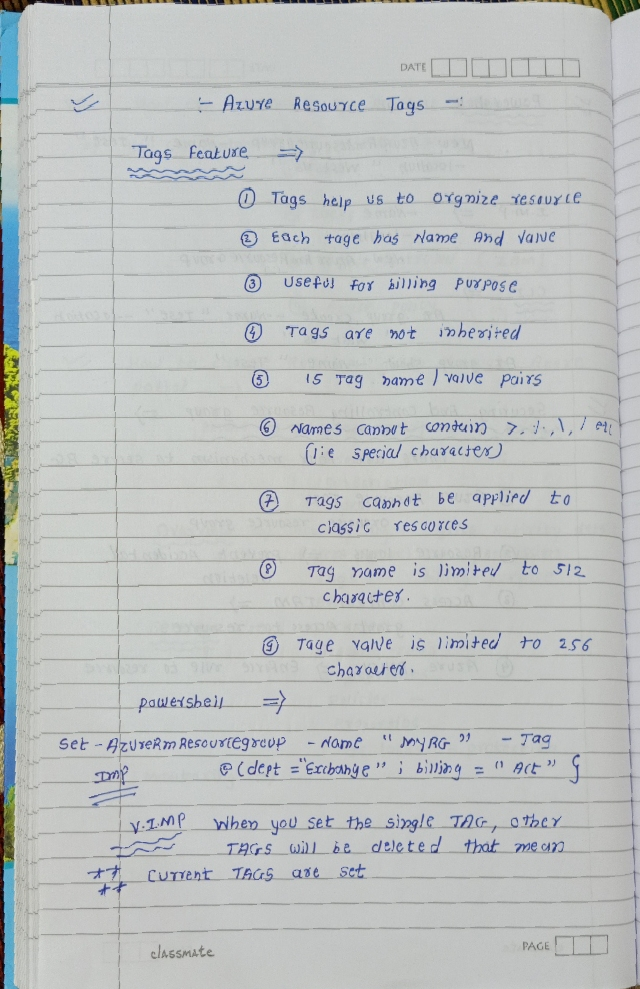 DATE
:- Azure Resource Tags -:
Tags Feature ⇒
① Tags help us to orgnize resource
② Each tage has Name And Value
③ Useful for billing purpose
④ Tags are not inherited
⑤ 15 Tag name / value pairs
⑥ Names cannot contain >, %, \, / etc
(i.e special character)
⑦ Tags cannot be applied to
classic resources
⑧ Tag name is limited to 512
character.
⑨ Tage value is limited to 256
character.
powershell ⇒
Set - AzureRmResourcegroup - Name "MYRG" - Tag
Imp @ (dept = "Exchange" ; billing = "Act" }
V.IMP When you set the single TAG, other
TAGS will be deleted that mean
** ** Current TAGS are set
classmate PAGE